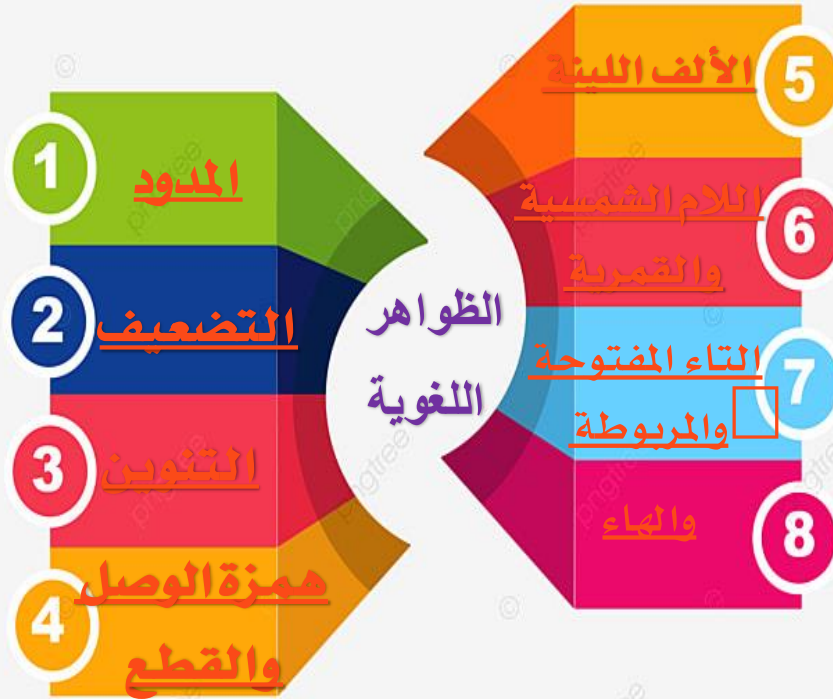 الظواهر
اللغوية
1
المدود
2
التضعيف
3
التنوين
4
همزة الوصل
والقطع
5
الألف اللينة
6
اللام الشمسية
والقمرية
7
التاء المفتوحة
والمربوطة
8
والهاء
pngtree